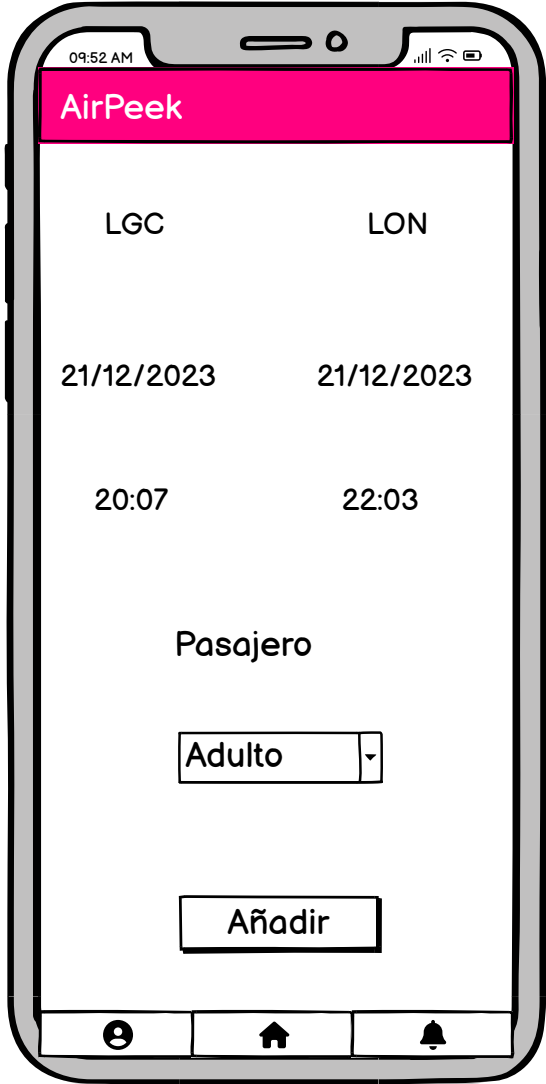 09:52 AM
AirPeek
LGC LON
21/12/2023 21/12/2023
20:07 22:03
Pasajero
Adulto
Añadir